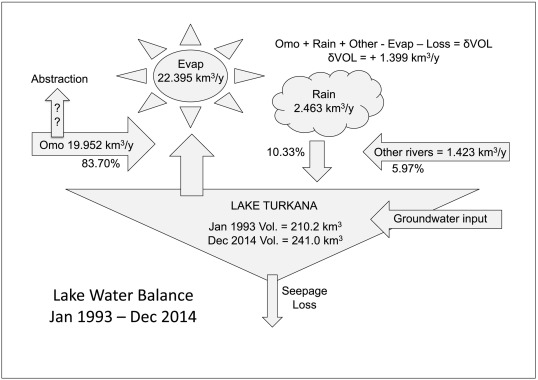 Omo + Rain + Other - Evap – Loss = δVOL
δVOL = + 1.399 km³/y
Evap
22.395 km³/y
Abstraction
?
?
Rain
2.463 km³/y
Omo 19.952 km³/y
83.70%
10.33%
Other rivers = 1.423 km³/y
5.97%
LAKE TURKANA
Jan 1993 Vol. = 210.2 km³
Dec 2014 Vol. = 241.0 km³
Groundwater input
Seepage
Loss
Lake Water Balance
Jan 1993 – Dec 2014